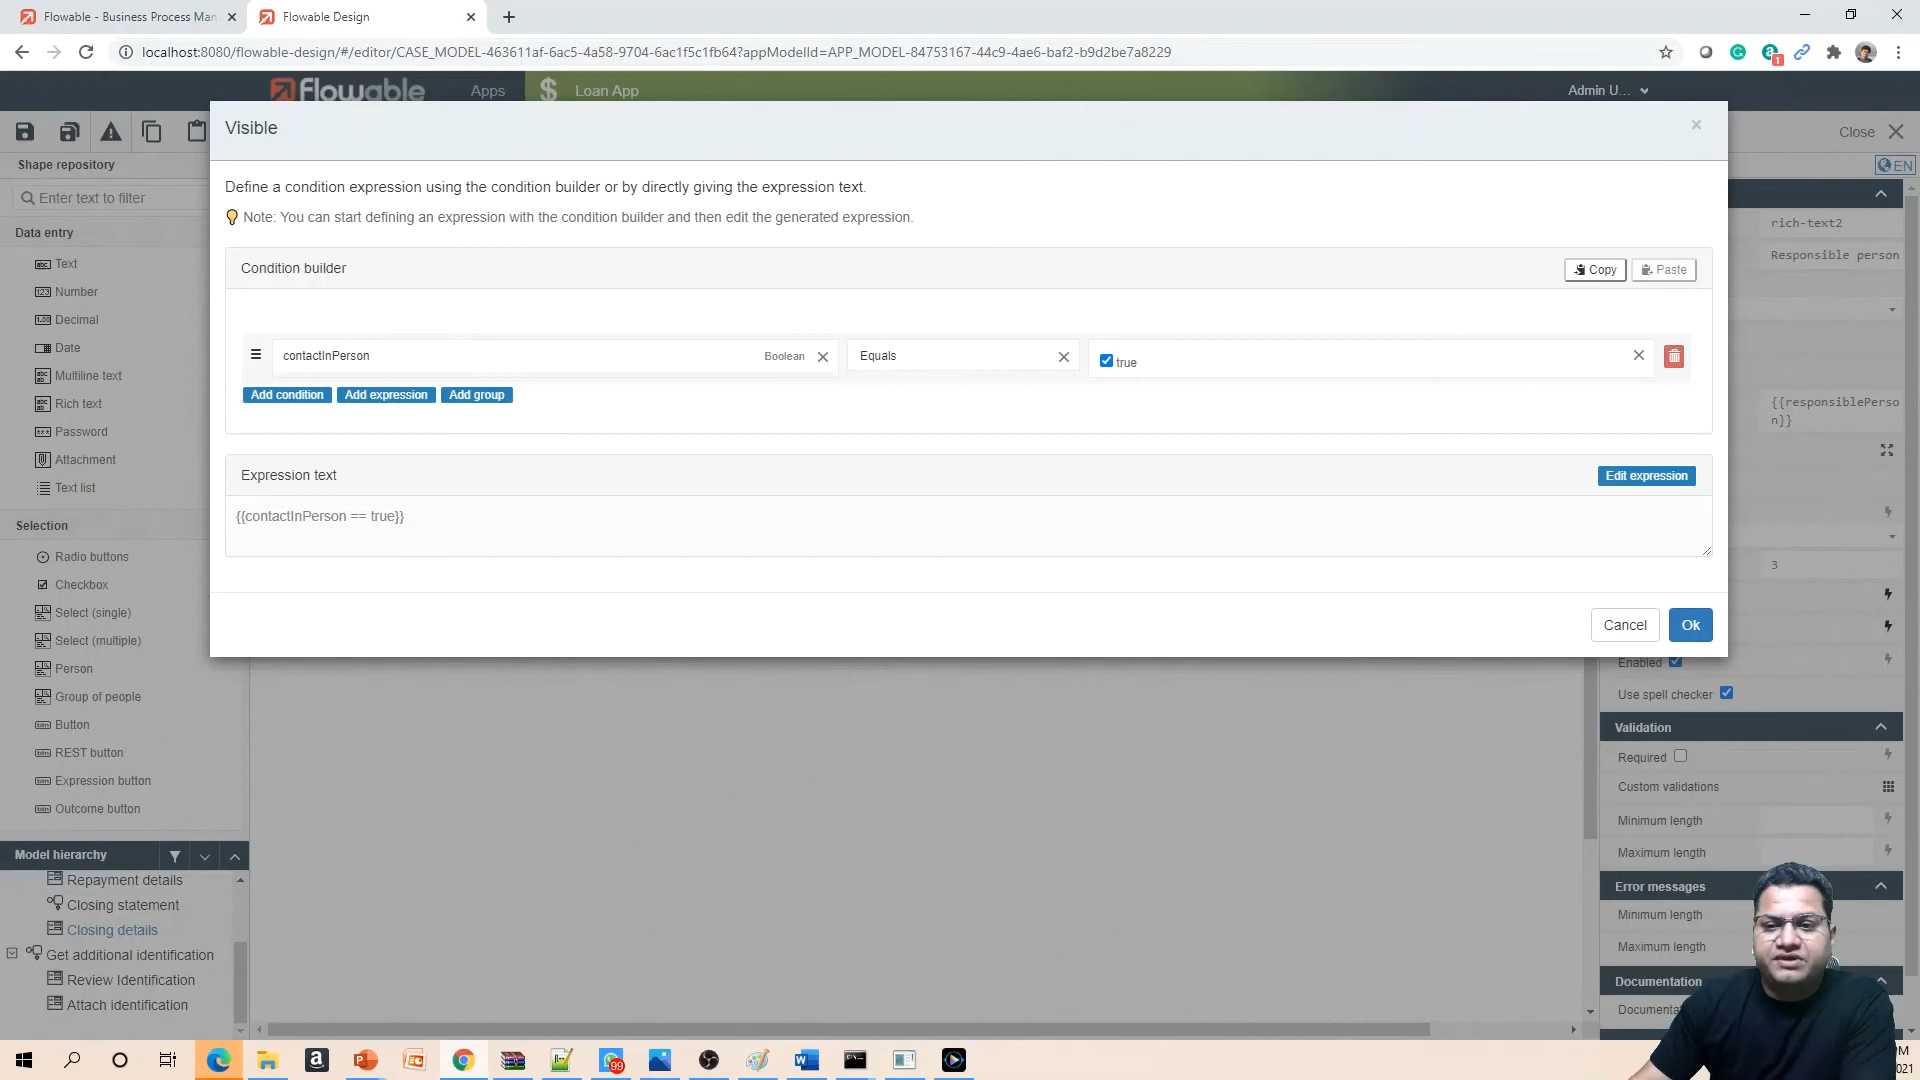 Flowable - Business Process Man
Flowable Design
localhost:8080/flowable-design/#/editor/CASE_MODEL-463611af-6ac5-4a58-9704-6ac1f5c1fb64?appModelId=APP_MODEL-84753167-44c9-4ae6-baf2-b9d2be7a8229
1
flowable
Apps
$ Loan App
Admin U...
Visible
Close
Shape repository
EN
Enter text to filter
Define a condition expression using the condition builder or by directly giving the expression text.
Note: You can start defining an expression with the condition builder and then edit the generated expression.
rich-text2
Data entry
Responsible person
Text
Condition builder
Copy
Paste
Number
Decimal
Date
contactInPerson
Boolean
Equals
true
Multiline text
Add condition
Add expression
Add group
Rich text
{{responsiblePerso
n}}
Password
Attachment
Expression text
Edit expression
Text list
{{contactInPerson == true}}
Selection
Radio buttons
3
Checkbox
Select (single)
Cancel
Ok
Select (multiple)
Person
Enabled
Group of people
Use spell checker
Button
Validation
REST button
Required
Expression button
Custom validations
Outcome button
Minimum length
Model hierarchy
Maximum length
Repayment details
Error messages
Closing statement
Minimum length
Closing details
Maximum length
Get additional identification
Review Identification
Documentation
Attach identification
Documenta
99
PM
021